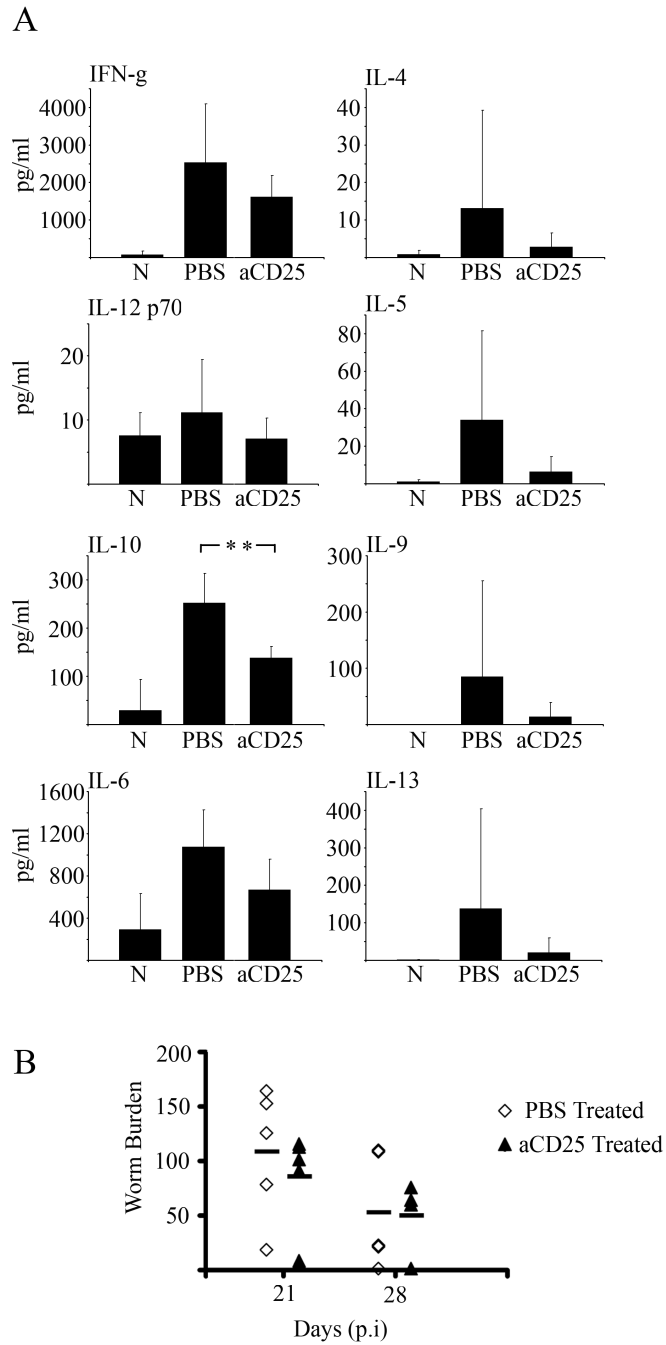 A
IFN-g
IL-4
pg/ml
4000
3000
2000
1000
40
30
20
10
N PBS aCD25
N PBS aCD25
IL-12 p70
IL-5
pg/ml
20
10
80
60
40
20
N PBS aCD25
N PBS aCD25
IL-10
* *
IL-9
pg/ml
300
200
100
300
200
100
N PBS aCD25
N PBS aCD25
IL-6
IL-13
pg/ml
1600
1200
800
400
400
300
200
100
N PBS aCD25
N PBS aCD25
B
Worm Burden
200
150
100
50
PBS Treated
aCD25 Treated
21 28
Days (p.i)